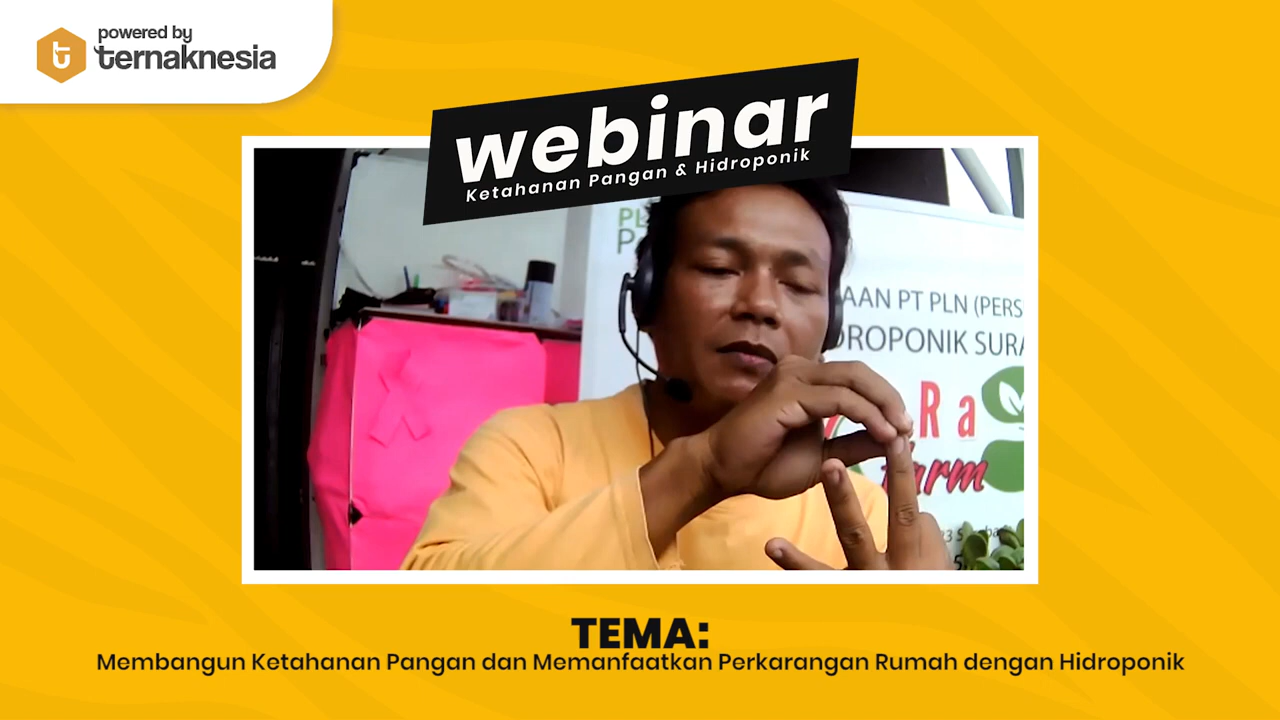 powered by
ternaknesia
webinar
Ketahanan Pangan & Hidroponik
AAN PT PLN (PERS
DROPONIK SURA
Ra
TEMA:
Membangun Ketahanan Pangan dan Memanfaatkan Perkarangan Rumah dengan Hidroponik